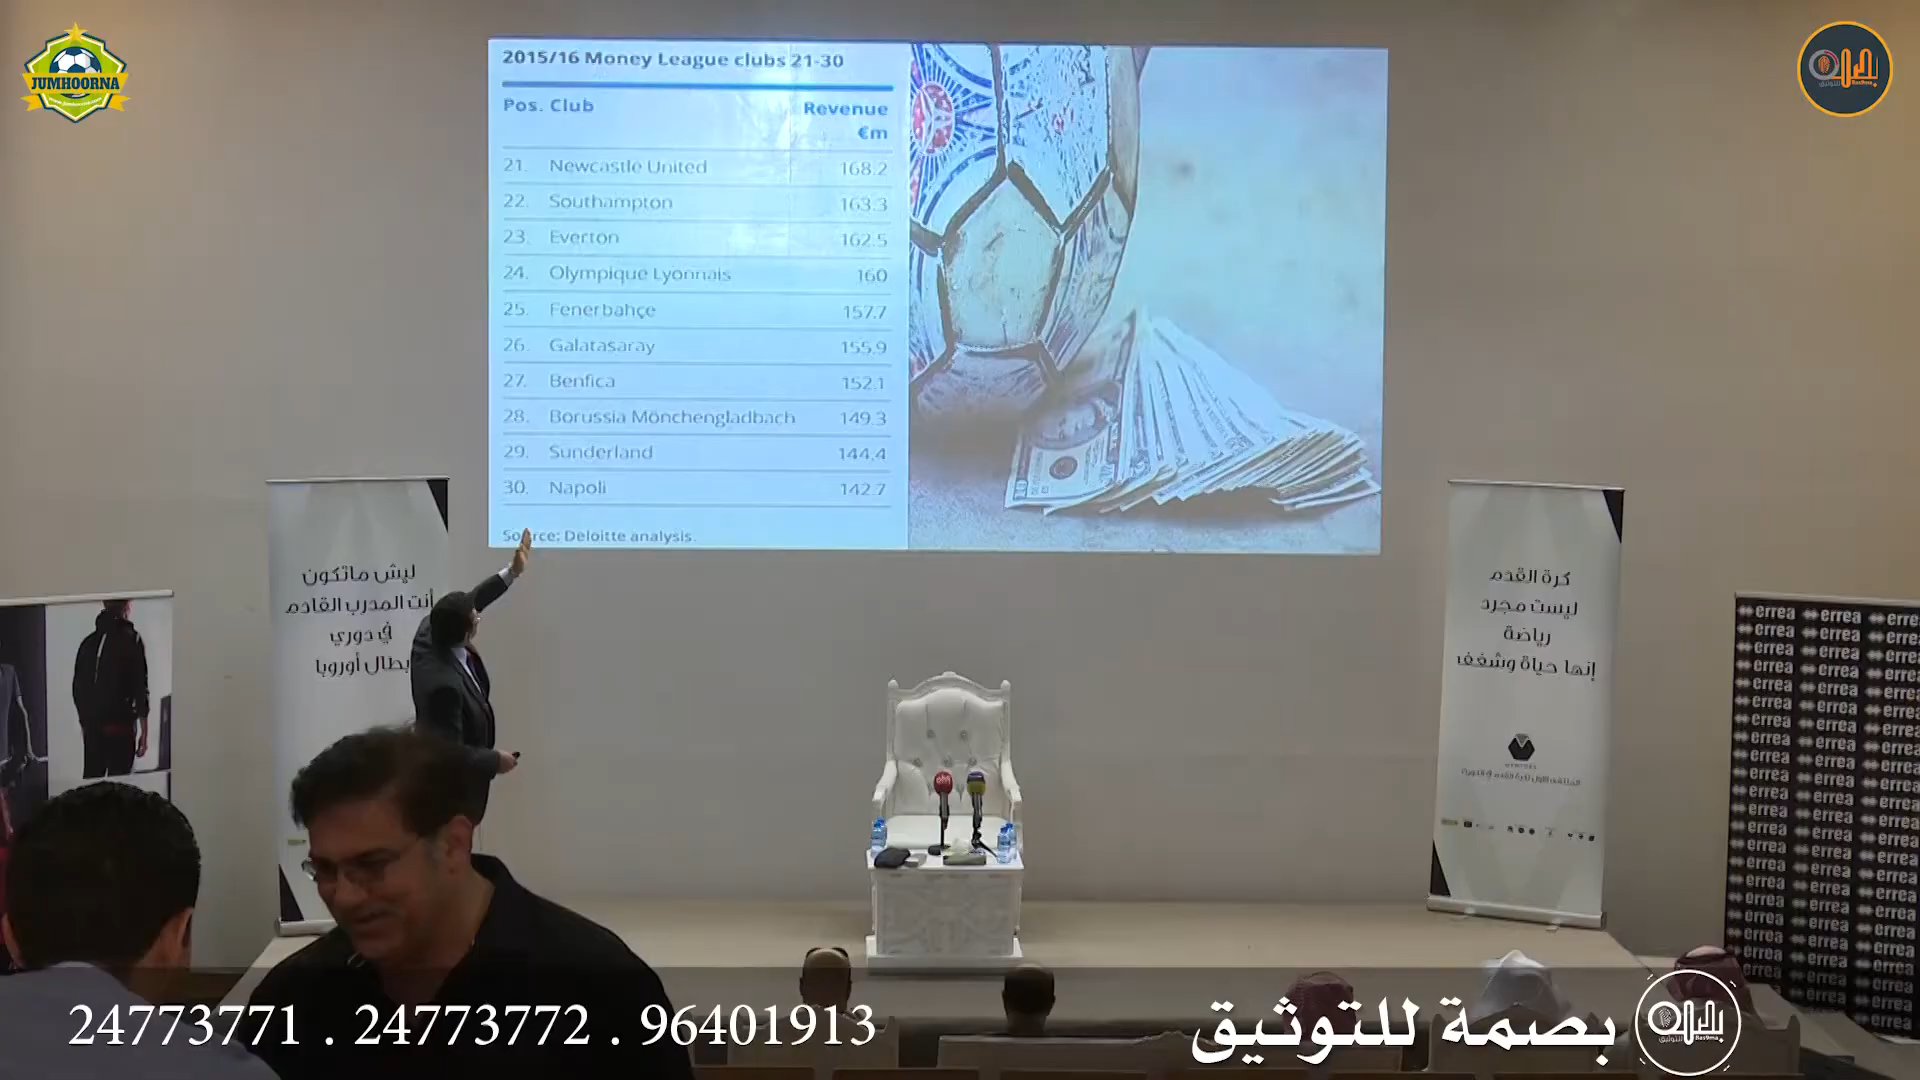 JUMHOORNA
2015/16 Money League clubs 21-30
Pos. Club Revenue €m
21. Newcastle United 168.2
22. Southampton 163.3
23. Everton 162.5
24. Olympique Lyonnais 160
25. Fenerbahçe 157.7
26. Galatasaray 155.9
27. Benfica 152.1
28. Borussia Mönchengladbach 149.3
29. Sunderland 144.4
30. Napoli 142.7
Source: Deloitte analysis.
ليش ماتكون
أنت المدرب القادم
في دوري
ابطال أوروبا
كرة القدم
ليست مجرد
رياضة
إنها حياة وشغف
errea errea errea
24773771 . 24773772 . 96401913
بصمة للتوثيق